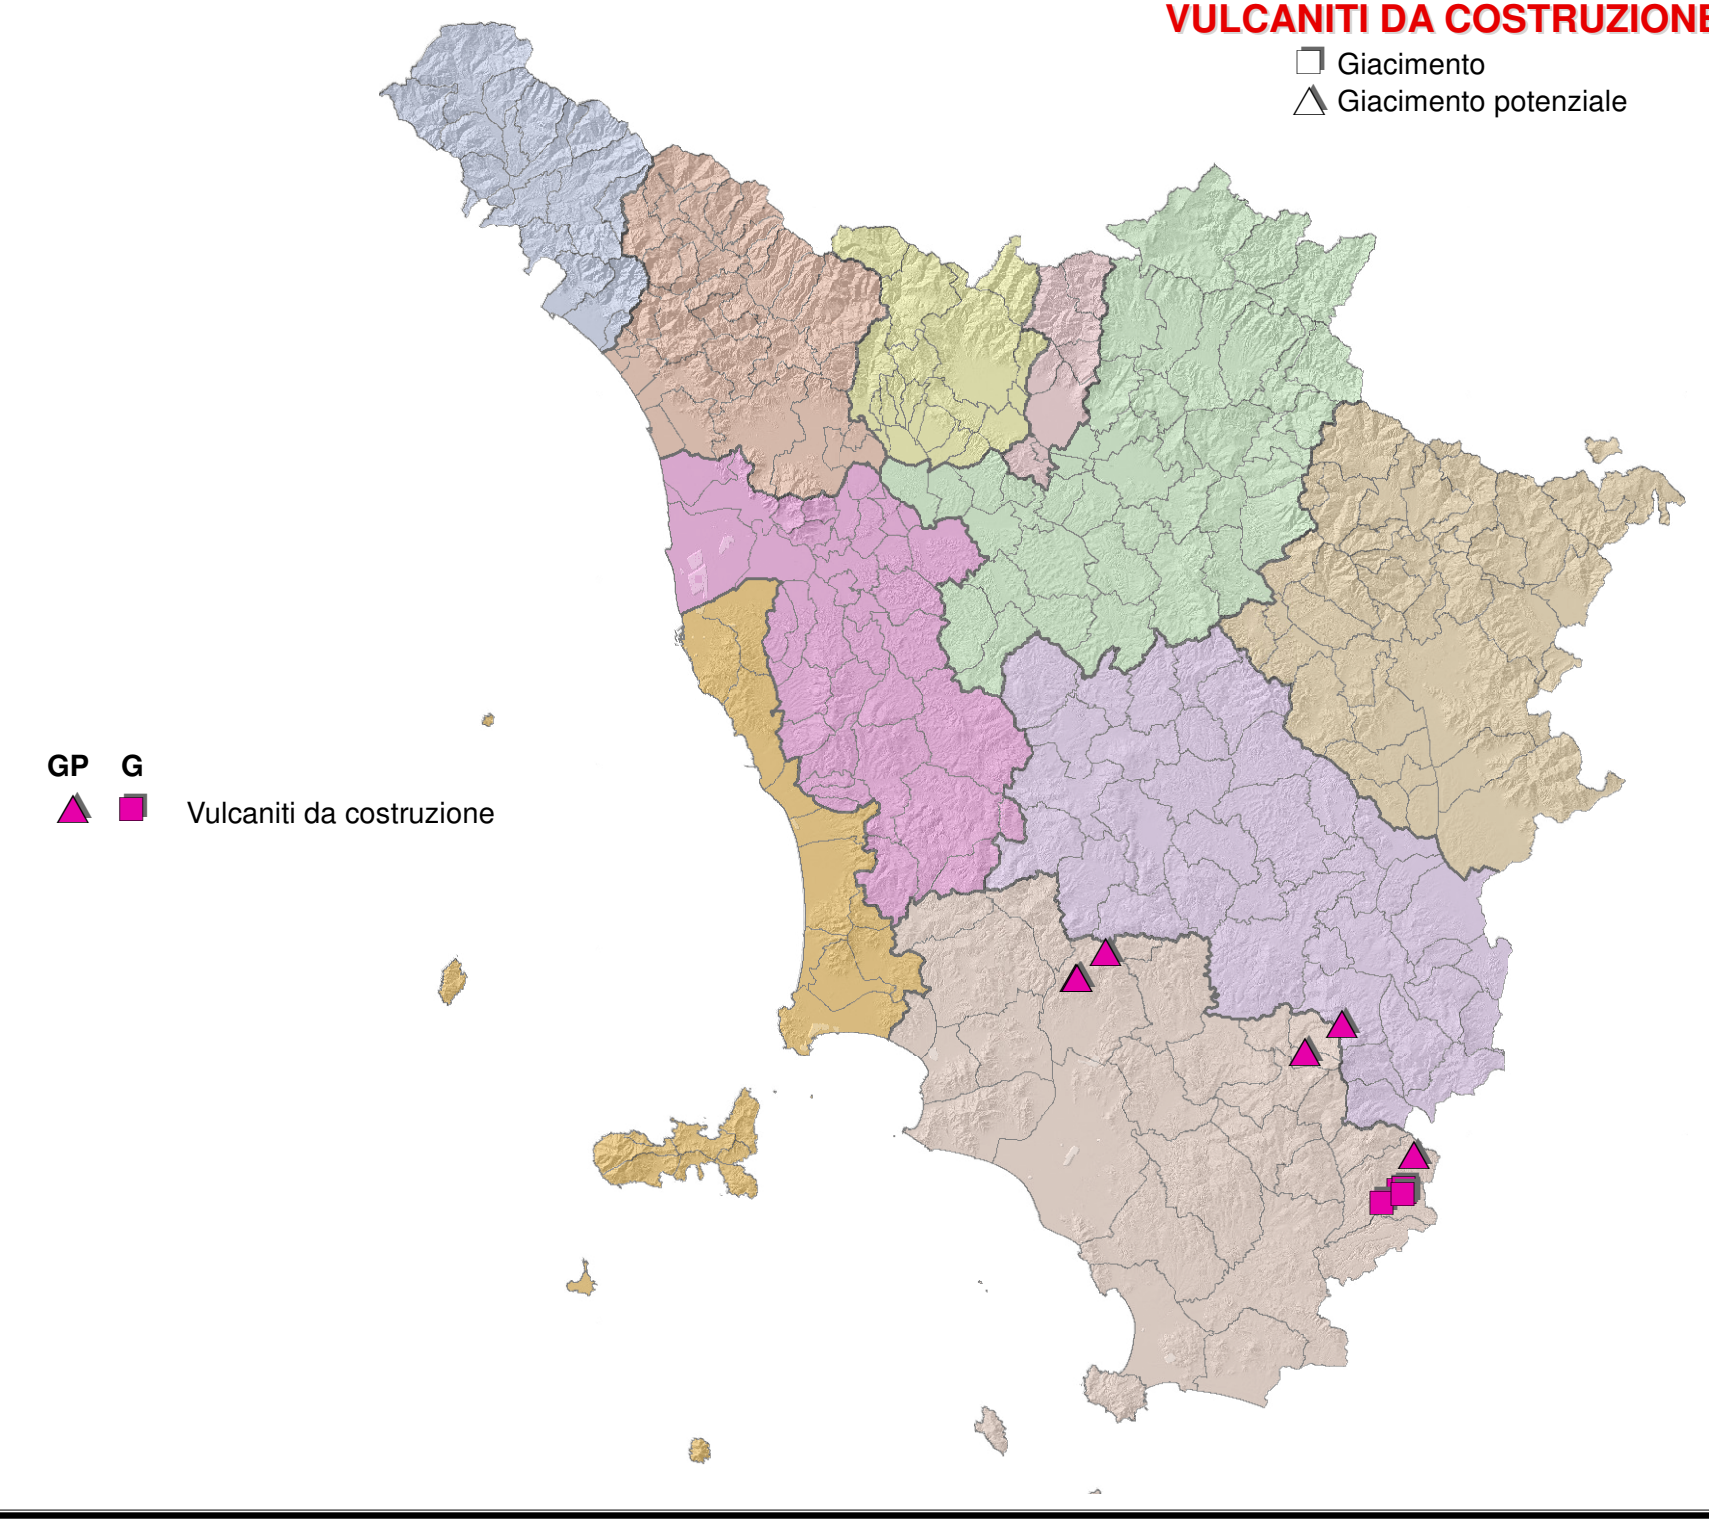 VULCANITI DA COSTRUZIONE
Giacimento
Giacimento potenziale
GP G
Vulcaniti da costruzione